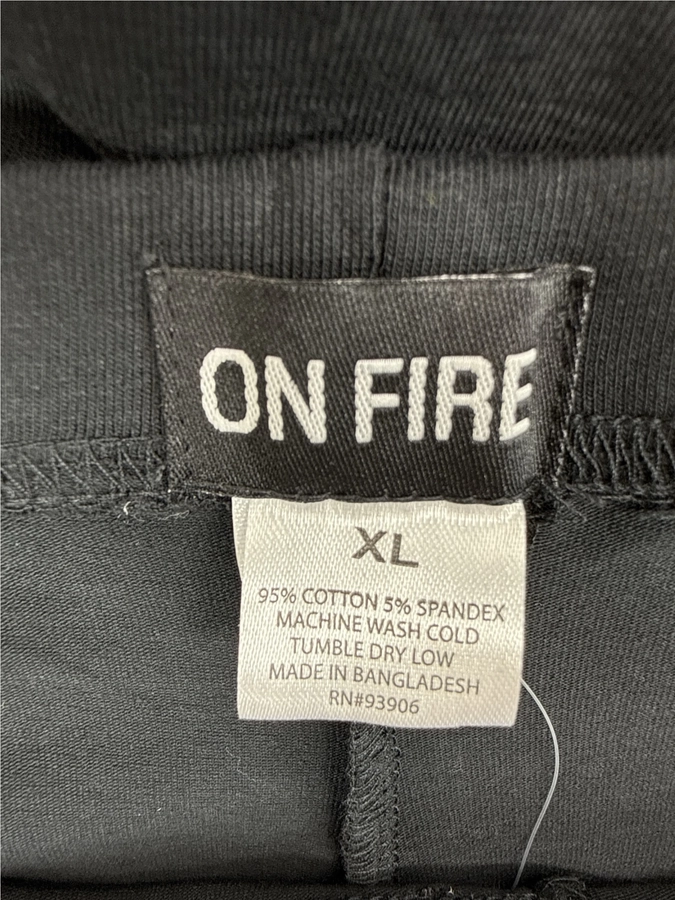 ON FIRE
XL
95% COTTON 5% SPANDEX
MACHINE WASH COLD
TUMBLE DRY LOW
MADE IN BANGLADESH
RN#93906